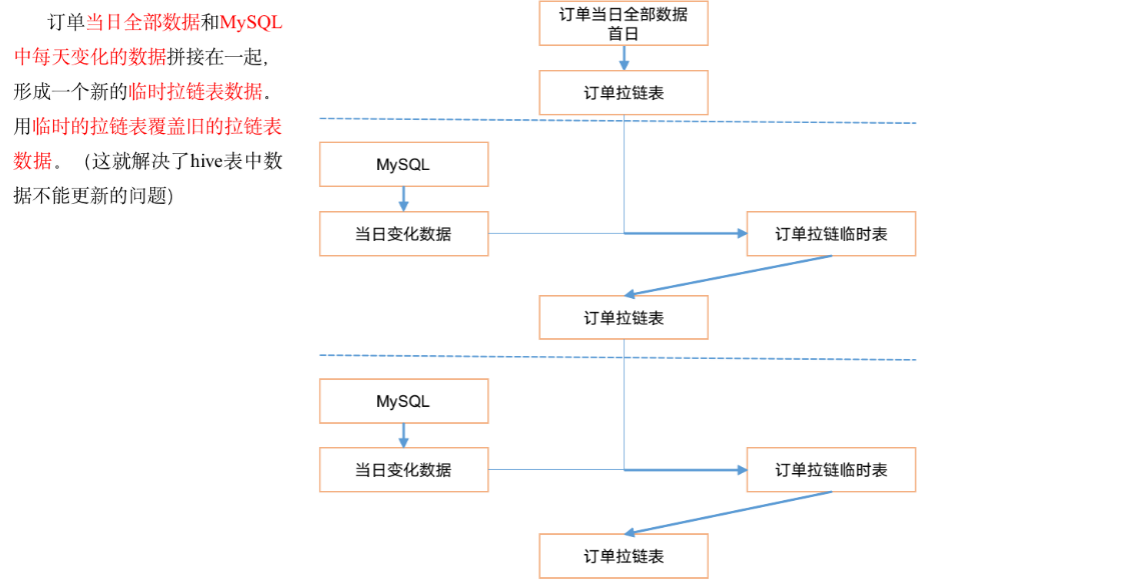 订单当日全部数据和MySQL
中每天变化的数据拼接在一起,
形成一个新的临时拉链表数据。
用临时的拉链表覆盖旧的拉链表
数据。（这就解决了hive表中数
据不能更新的问题）
订单当日全部数据
首日
订单拉链表
MySQL
当日变化数据
订单拉链临时表
订单拉链表
MySQL
当日变化数据
订单拉链临时表
订单拉链表